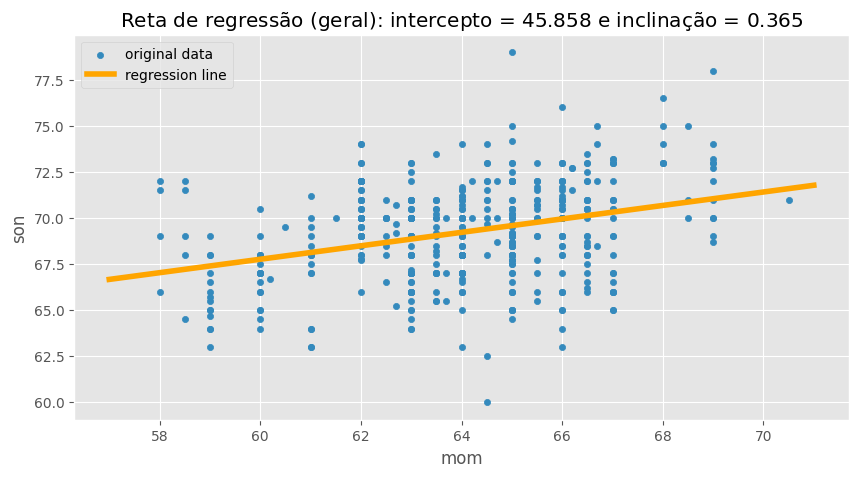 Reta de regressão (geral): intercepto = 45.858 e inclinação = 0.365
original data
regression line
77.5
75.0
72.5
70.0
67.5
65.0
62.5
60.0
son
58 60 62 64 66 68 70
mom